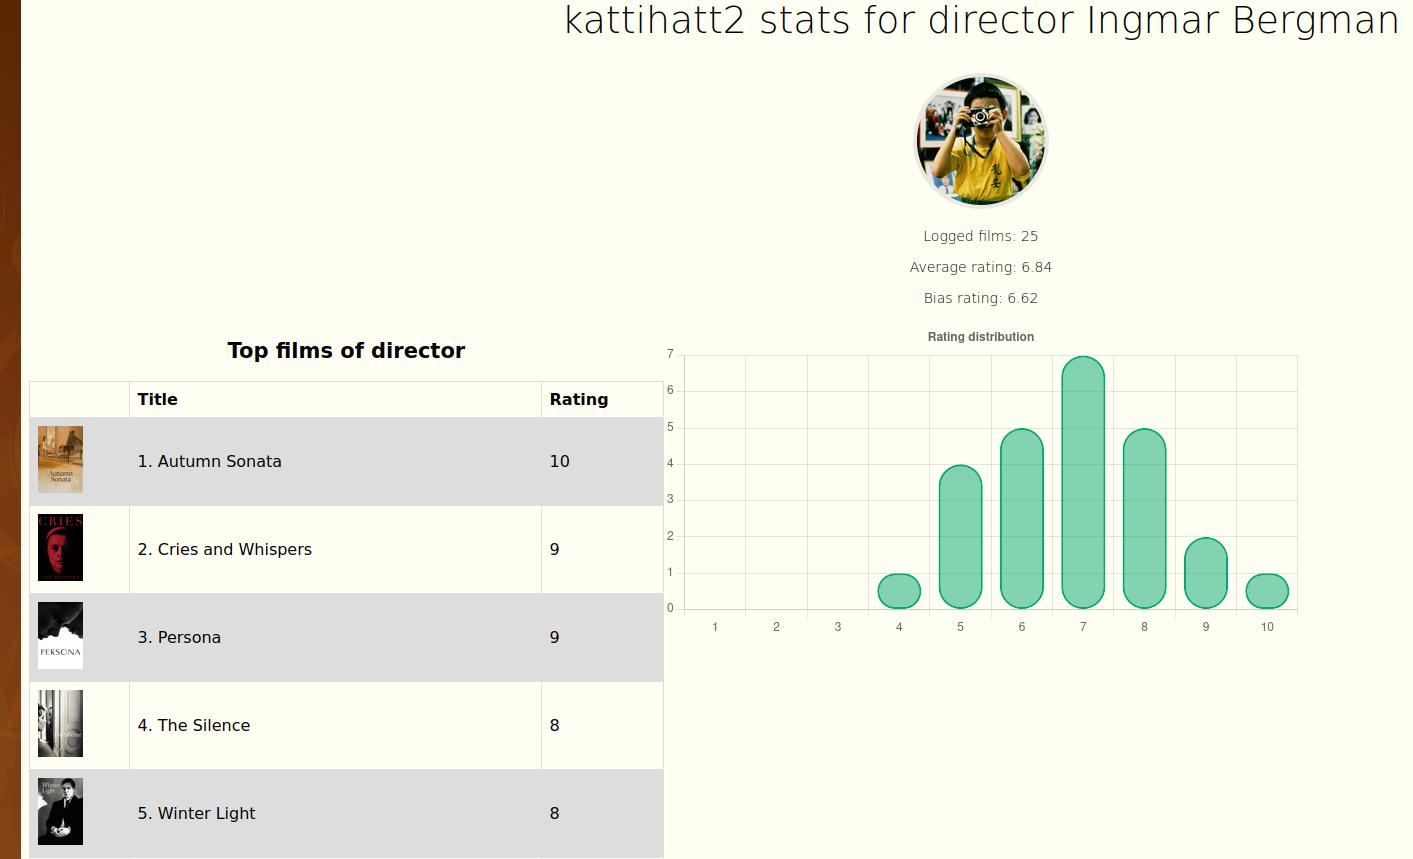 kattihatt2 stats for director Ingmar Bergman
乱
Logged films: 25
Average rating: 6.84
Bias rating: 6.62
Top films of director
Title Rating
Autumn
Sonata
1. Autumn Sonata 10
CRIES
2. Cries and Whispers 9
PERSONA
3. Persona 9
4. The Silence 8
Winter
Light
5. Winter Light 8
Rating distribution
7
6
5
4
3
2
1
0
1 2 3 4 5 6 7 8 9 10